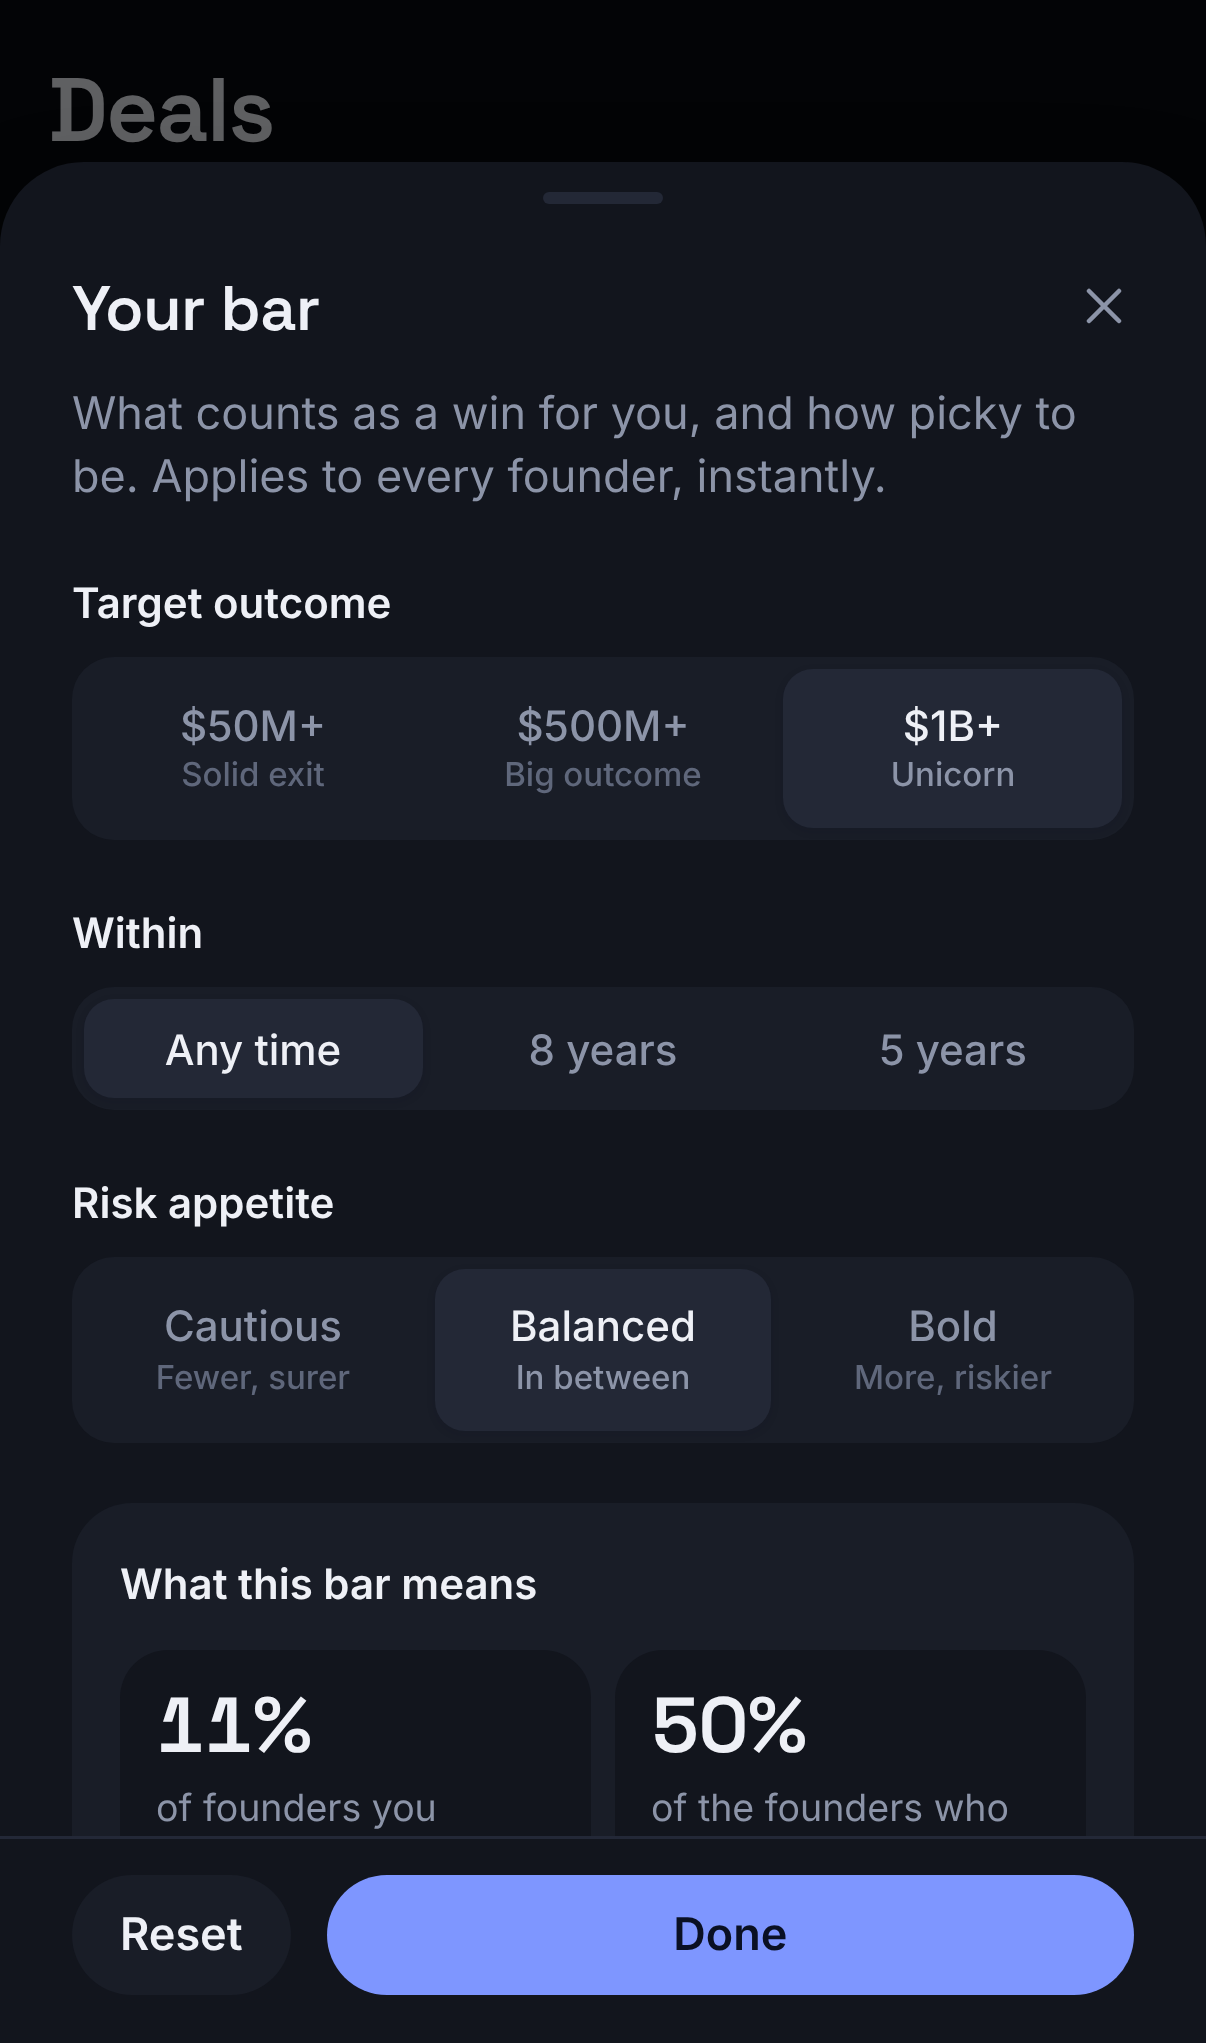 Deals
Your bar
What counts as a win for you, and how picky to
be. Applies to every founder, instantly.
Target outcome
$50M+ $500M+ $1B+
Solid exit Big outcome Unicorn
Within
Any time 8 years 5 years
Risk appetite
Cautious Balanced Bold
Fewer, surer In between More, riskier
What this bar means
11% 50%
of founders you of the founders who
Reset Done